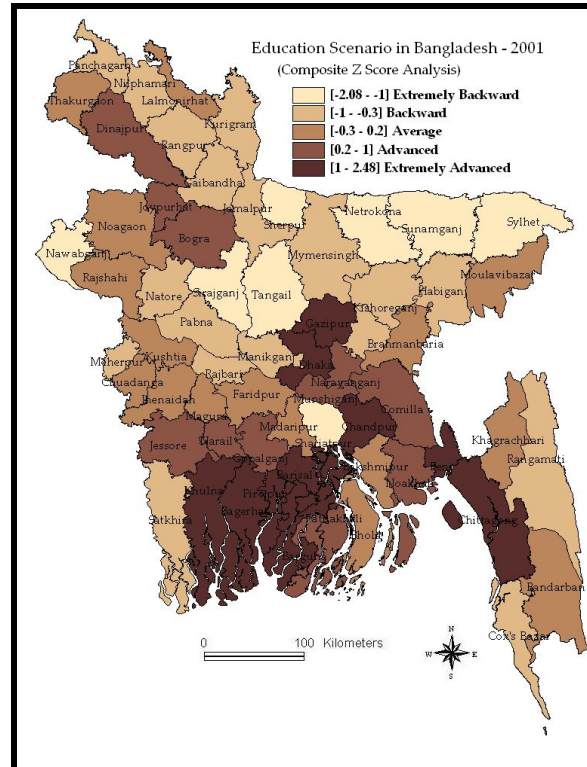 Education Scenario in Bangladesh - 2001
(Composite Z Score Analysis)
[-2.08 - -1] Extremely Backward
[-1 - -0.3] Backward
[-0.3 - 0.2] Average
[0.2 - 1] Advanced
[1 - 2.48] Extremely Advanced
Panchagarh
Nilphamari
Thakurgaon
Lalmonirhat
Dinajpur
Kurigram
Rangpur
Gaibandha
Joypurhat
Jamalpur
Sherpur
Netrokona
Sunamganj
Sylhet
Noagaon
Bogra
Mymensingh
Nawabganj
Moulavibazar
Rajshahi
Habiganj
Natore
Sirajganj
Tangail
Kishoreganj
Pabna
Gazipur
Brahmanbaria
Meherpur
Kushtia
Manikganj
Dhaka
Chuadanga
Rajbari
Narayanganj
Jhenaidah
Faridpur
Munshiganj
Comilla
Magura
Madaripur
Chandpur
Khagrachhari
Jessore
Narail
Shariatpur
Rangamati
Gopalganj
Lakshmipur
Feni
Barisal
Noakhali
Khulna
Pirojpur
Satkhira
Bagerhat
Patuakhali
Chittagong
Bhola
Barguna
Bandarban
Cox's Bazar
0 100 Kilometers
N
W E
S